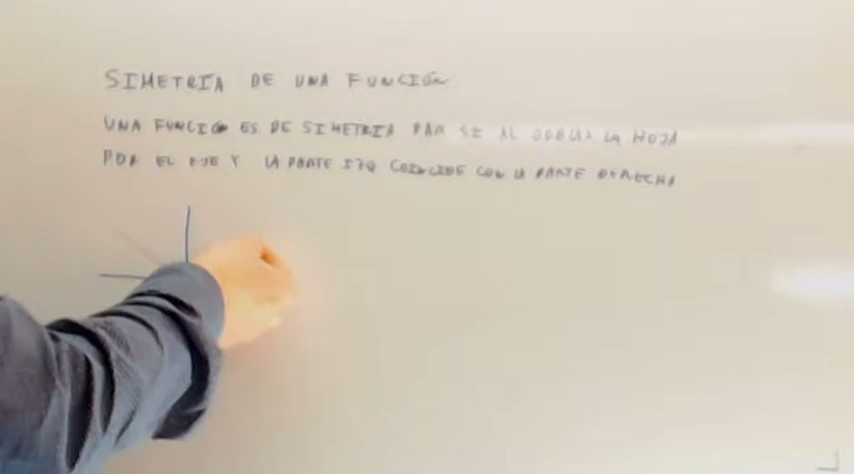 SIMETRÍA DE UNA FUNCIÓN
UNA FUNCIÓN ES DE SIMETRIA PAR SI AL DOBLAR LA HOJA
POR EL EJE Y LA PARTE IZQ COINCIDE CON LA PARTE DERECHA